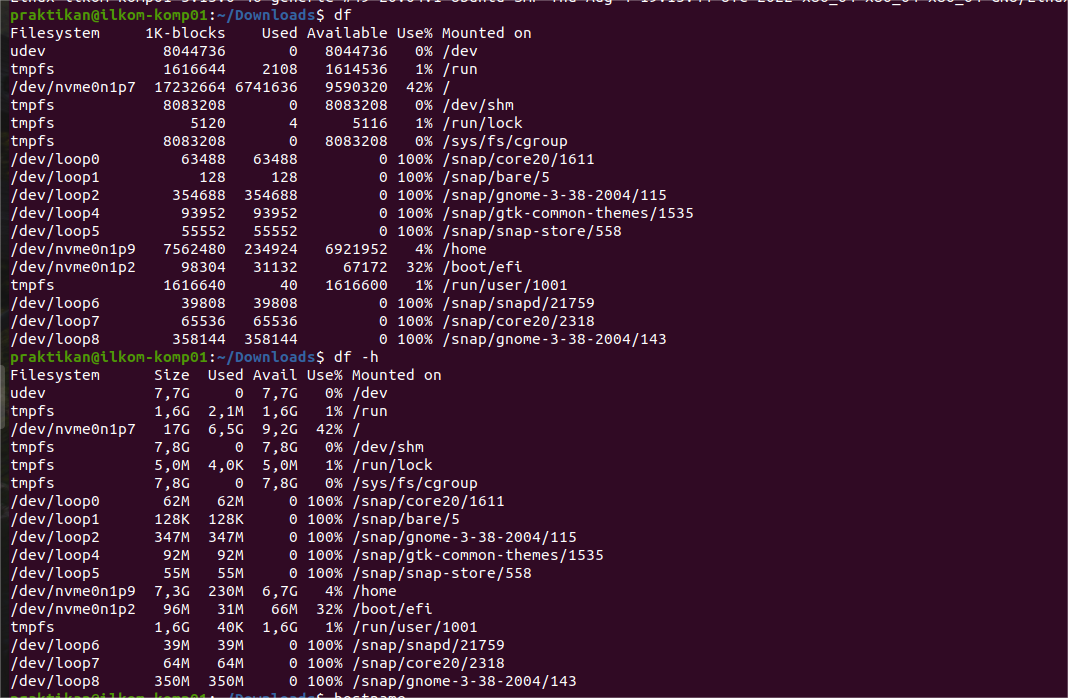 praktikan@ilkom-komp01:~/Downloads$ df
Filesystem     1K-blocks    Used Available Use% Mounted on
udev             8044736       0   8044736   0% /dev
tmpfs            1616644    2108   1614536   1% /run
/dev/nvme0n1p7  17232664 6741636   9590320  42% /
tmpfs            8083208       0   8083208   0% /dev/shm
tmpfs               5120       4      5116   1% /run/lock
tmpfs            8083208       0   8083208   0% /sys/fs/cgroup
/dev/loop0         63488   63488         0 100% /snap/core20/1611
/dev/loop1           128     128         0 100% /snap/bare/5
/dev/loop2        354688  354688         0 100% /snap/gnome-3-38-2004/115
/dev/loop4         93952   93952         0 100% /snap/gtk-common-themes/1535
/dev/loop5         55552   55552         0 100% /snap/snap-store/558
/dev/nvme0n1p9   7562480  234924   6921952   4% /home
/dev/nvme0n1p2     98304   31132     67172  32% /boot/efi
tmpfs            1616640      40   1616600   1% /run/user/1001
/dev/loop6         39808   39808         0 100% /snap/snapd/21759
/dev/loop7         65536   65536         0 100% /snap/core20/2318
/dev/loop8        358144  358144         0 100% /snap/gnome-3-38-2004/143
praktikan@ilkom-komp01:~/Downloads$ df -h
Filesystem      Size  Used Avail Use% Mounted on
udev            7,7G     0  7,7G   0% /dev
tmpfs           1,6G  2,1M  1,6G   1% /run
/dev/nvme0n1p7   17G  6,5G  9,2G  42% /
tmpfs           7,8G     0  7,8G   0% /dev/shm
tmpfs           5,0M  4,0K  5,0M   1% /run/lock
tmpfs           7,8G     0  7,8G   0% /sys/fs/cgroup
/dev/loop0       62M   62M     0 100% /snap/core20/1611
/dev/loop1      128K  128K     0 100% /snap/bare/5
/dev/loop2      347M  347M     0 100% /snap/gnome-3-38-2004/115
/dev/loop4       92M   92M     0 100% /snap/gtk-common-themes/1535
/dev/loop5       55M   55M     0 100% /snap/snap-store/558
/dev/nvme0n1p9  7,3G  230M  6,7G   4% /home
/dev/nvme0n1p2   96M   31M   66M  32% /boot/efi
tmpfs           1,6G   40K  1,6G   1% /run/user/1001
/dev/loop6       39M   39M     0 100% /snap/snapd/21759
/dev/loop7       64M   64M     0 100% /snap/core20/2318
/dev/loop8      350M  350M     0 100% /snap/gnome-3-38-2004/143
praktikan@ilkom-komp01:~/Downloads$ hostname